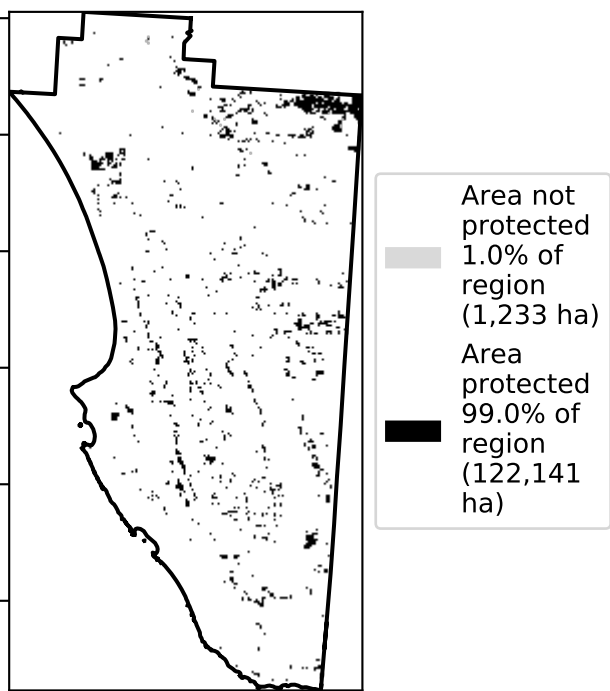 Area not
protected
1.0% of
region
(1,233 ha)
Area
protected
99.0% of
region
(122,141
ha)